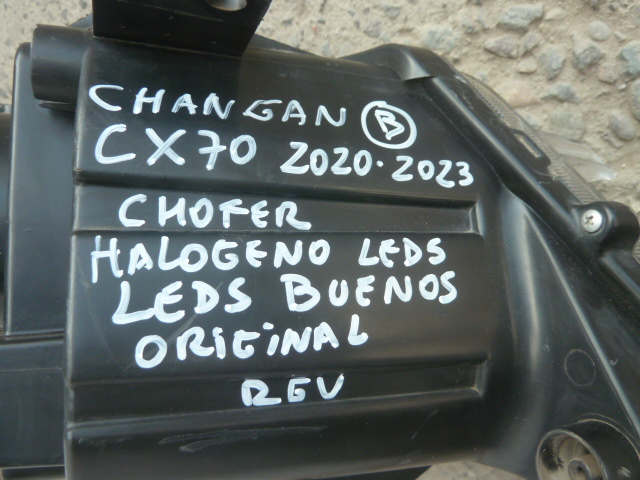 CHANGAN B
CX70 2020-2023
CHOFER
HALOGENO LEDS
LEDS BUENOS
ORIGINAL
REV